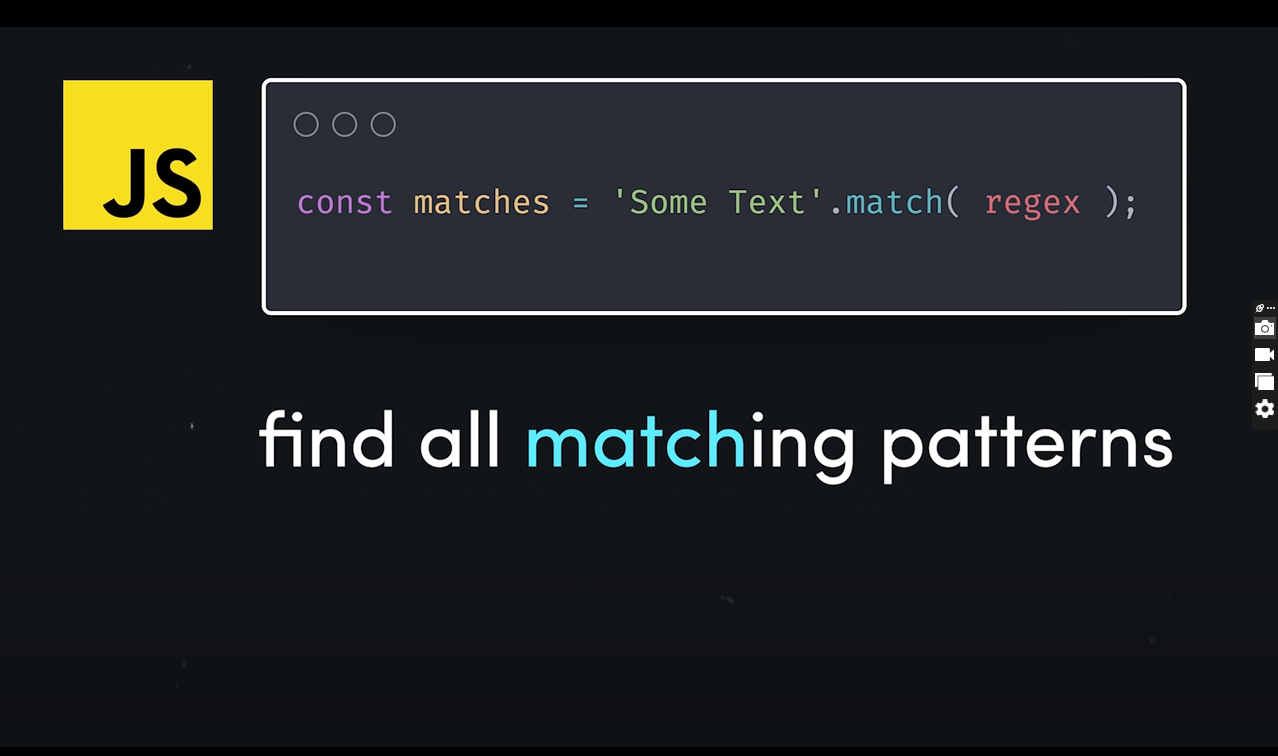 JS
const matches = 'Some Text'.match( regex );
find all matching patterns